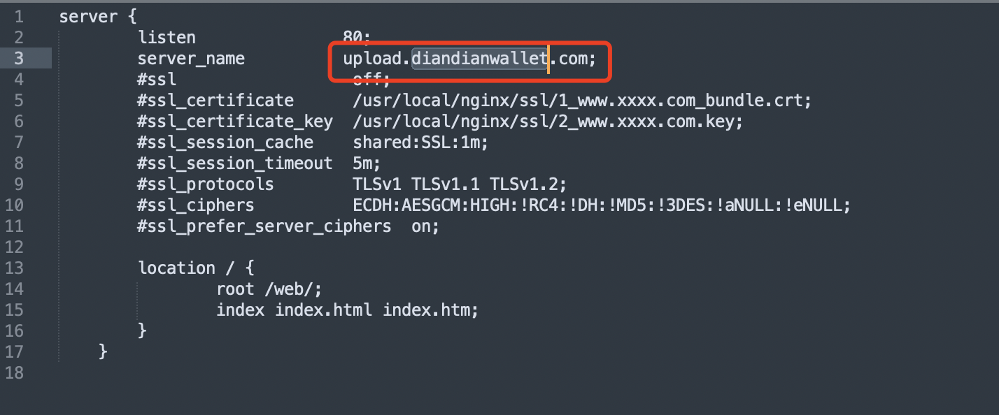 1 server {
2 listen 80;
3 server_name upload.diandianwallet.com;
4 #ssl off;
5 #ssl_certificate /usr/local/nginx/ssl/1_www.xxxx.com_bundle.crt;
6 #ssl_certificate_key /usr/local/nginx/ssl/2_www.xxxx.com.key;
7 #ssl_session_cache shared:SSL:1m;
8 #ssl_session_timeout 5m;
9 #ssl_protocols TLSv1 TLSv1.1 TLSv1.2;
10 #ssl_ciphers ECDH:AESGCM:HIGH:!RC4:!DH:!MD5:!3DES:!aNULL:!eNULL;
11 #ssl_prefer_server_ciphers on;
12
13 location / {
14 root /web/;
15 index index.html index.htm;
16 }
17 }
18